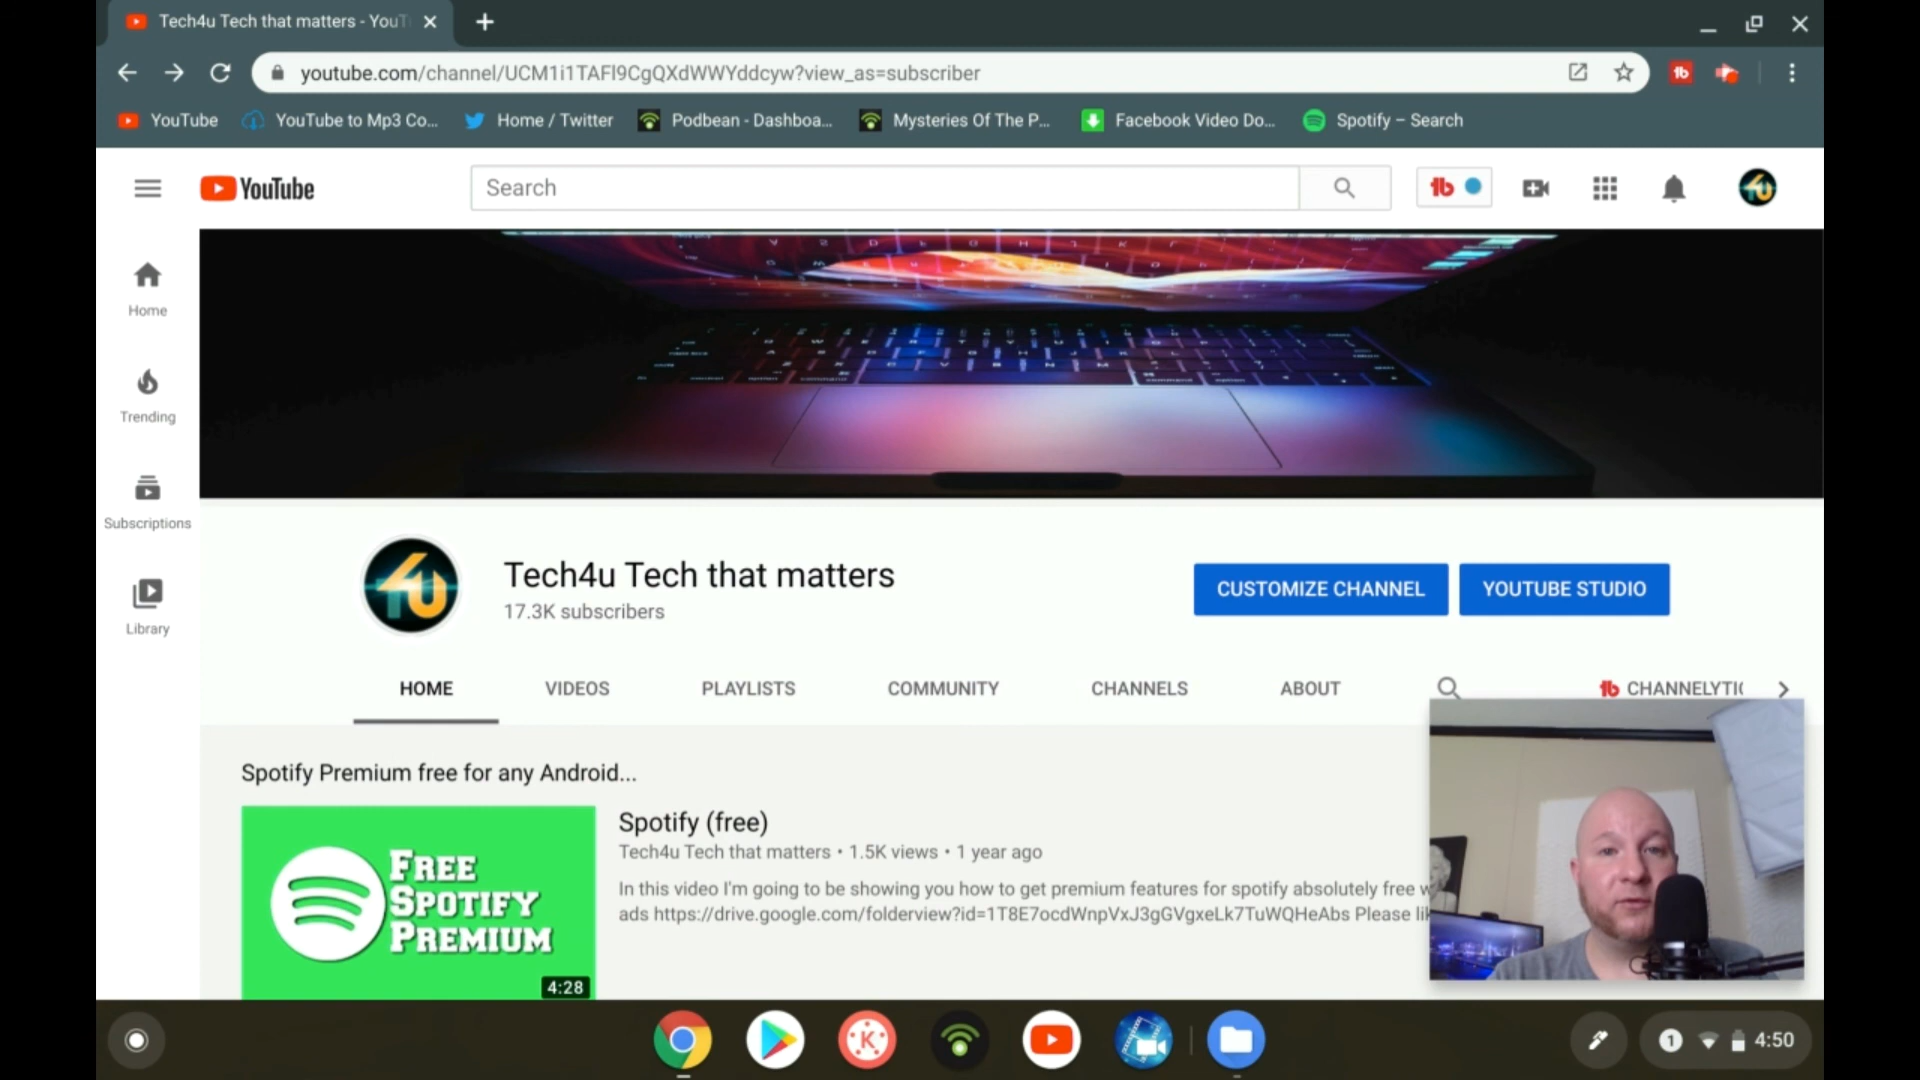 Tech4u Tech that matters - YouT
youtube.com/channel/UCM1i1TAFl9CgQXdWWYddcyw?view_as=subscriber
YouTube
YouTube to Mp3 Co...
Home / Twitter
Podbean - Dashboa...
Mysteries Of The P...
Facebook Video Do...
Spotify – Search
YouTube
Search
Home
Trending
Subscriptions
Library
Tech4u Tech that matters
17.3K subscribers
CUSTOMIZE CHANNEL
YOUTUBE STUDIO
HOME
VIDEOS
PLAYLISTS
COMMUNITY
CHANNELS
ABOUT
CHANNELYTIC
Spotify Premium free for any Android...
FREE
SPOTIFY
PREMIUM
4:28
Spotify (free)
Tech4u Tech that matters • 1.5K views • 1 year ago
In this video I'm going to be showing you how to get premium features for spotify absolutely free w
ads https://drive.google.com/folderview?id=1T8E7ocdWnpVxJ3gGVgxeLk7TuWQHeAbs Please lik
1
4:50